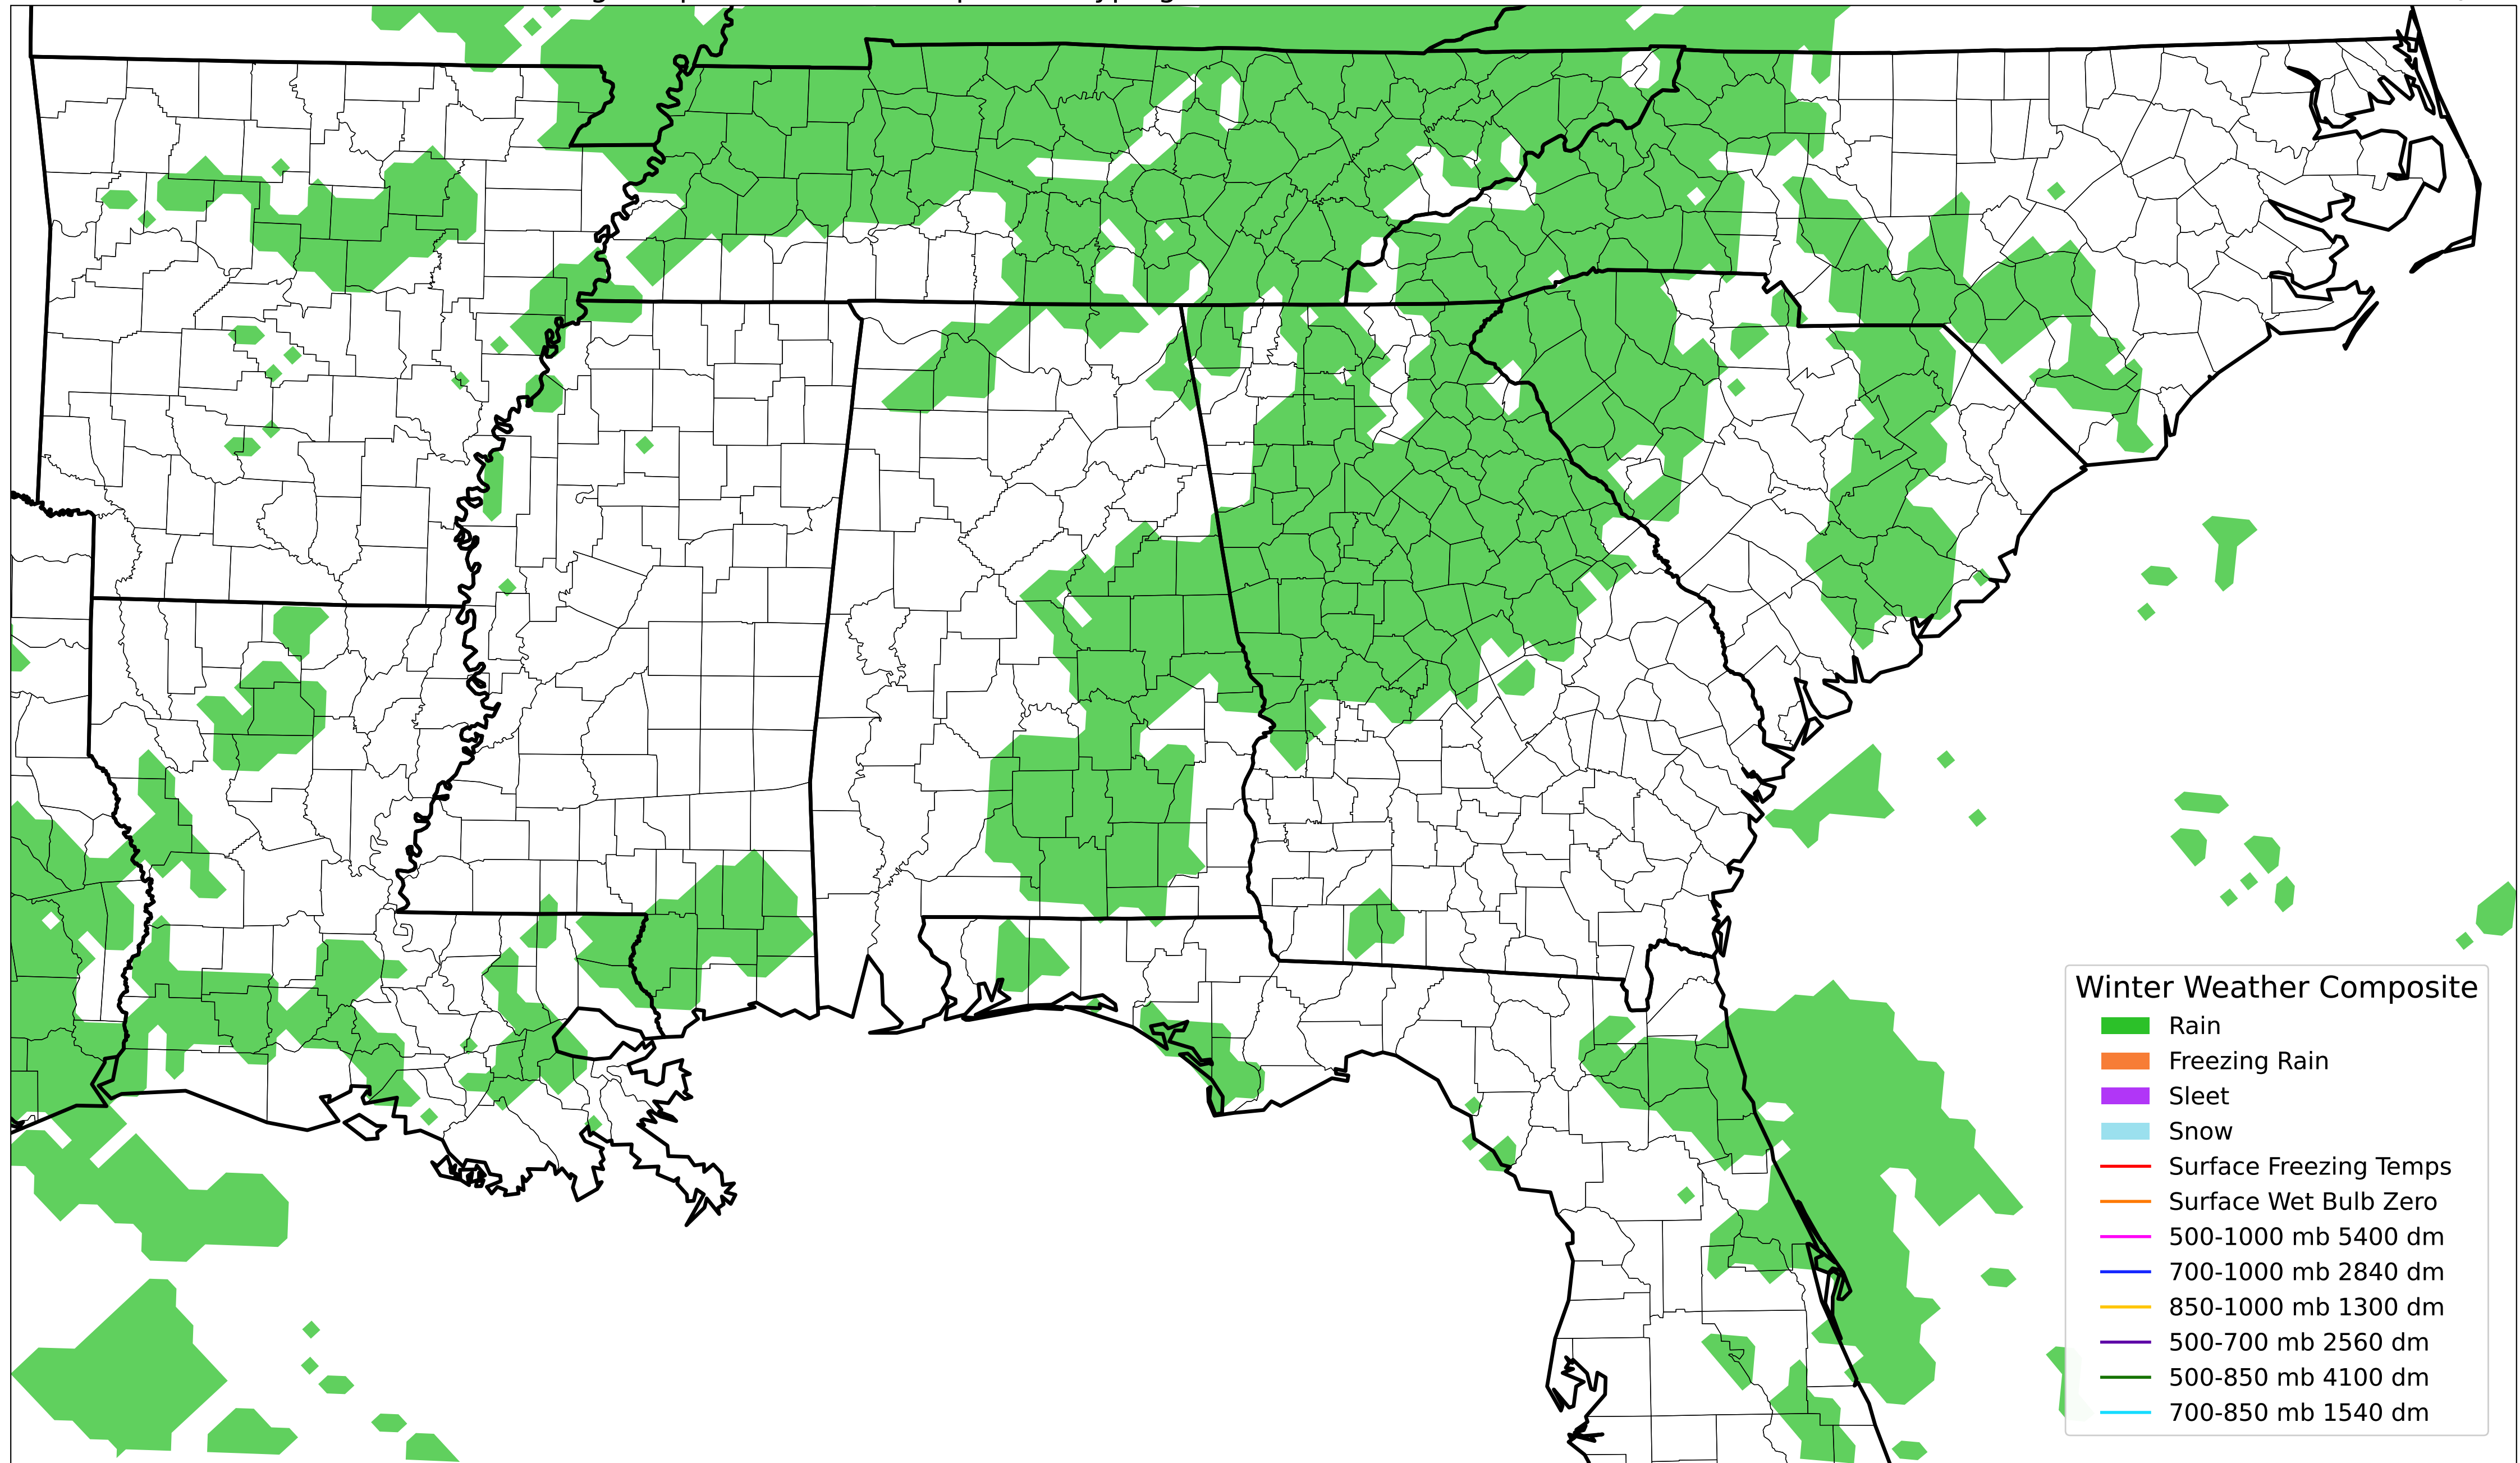 Winter Weather Composite
Rain
Freezing Rain
Sleet
Snow
Surface Freezing Temps
Surface Wet Bulb Zero
500-1000 mb 5400 dm
700-1000 mb 2840 dm
850-1000 mb 1300 dm
500-700 mb 2560 dm
500-850 mb 4100 dm
700-850 mb 1540 dm